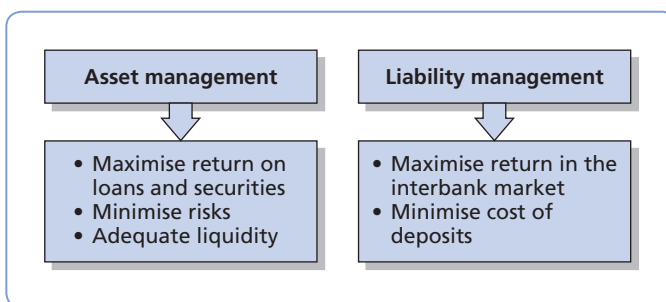 Asset management
• Maximise return on
loans and securities
• Minimise risks
• Adequate liquidity
Liability management
• Maximise return in the
interbank market
• Minimise cost of
deposits